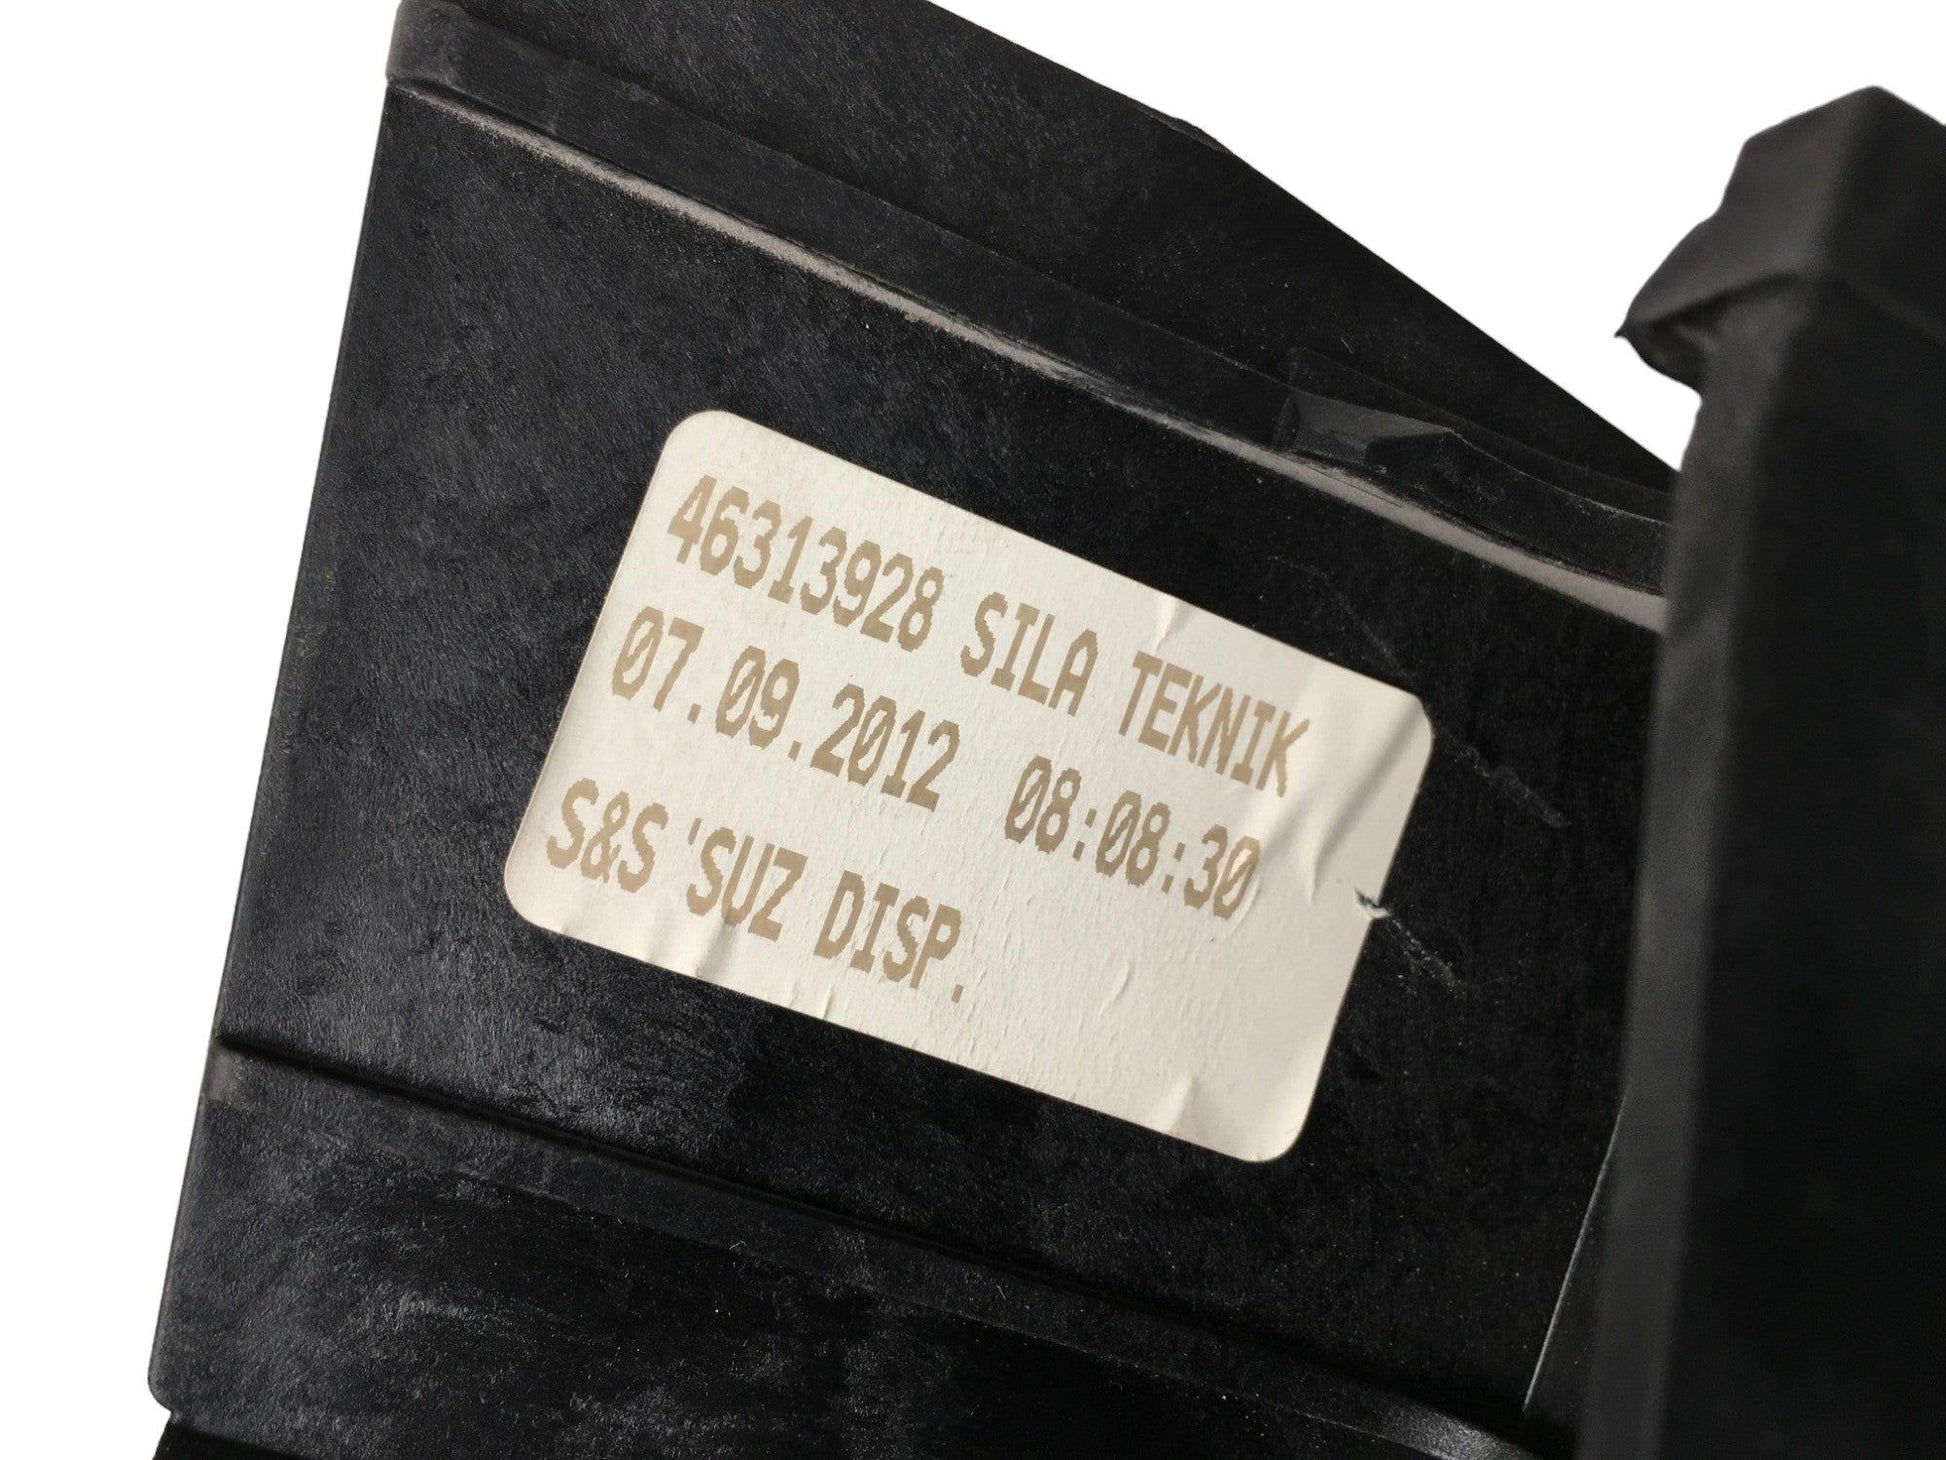 46313928 SILA TEKNIK
07.09.2012 08:08:30
S&S 'SUZ DISP.